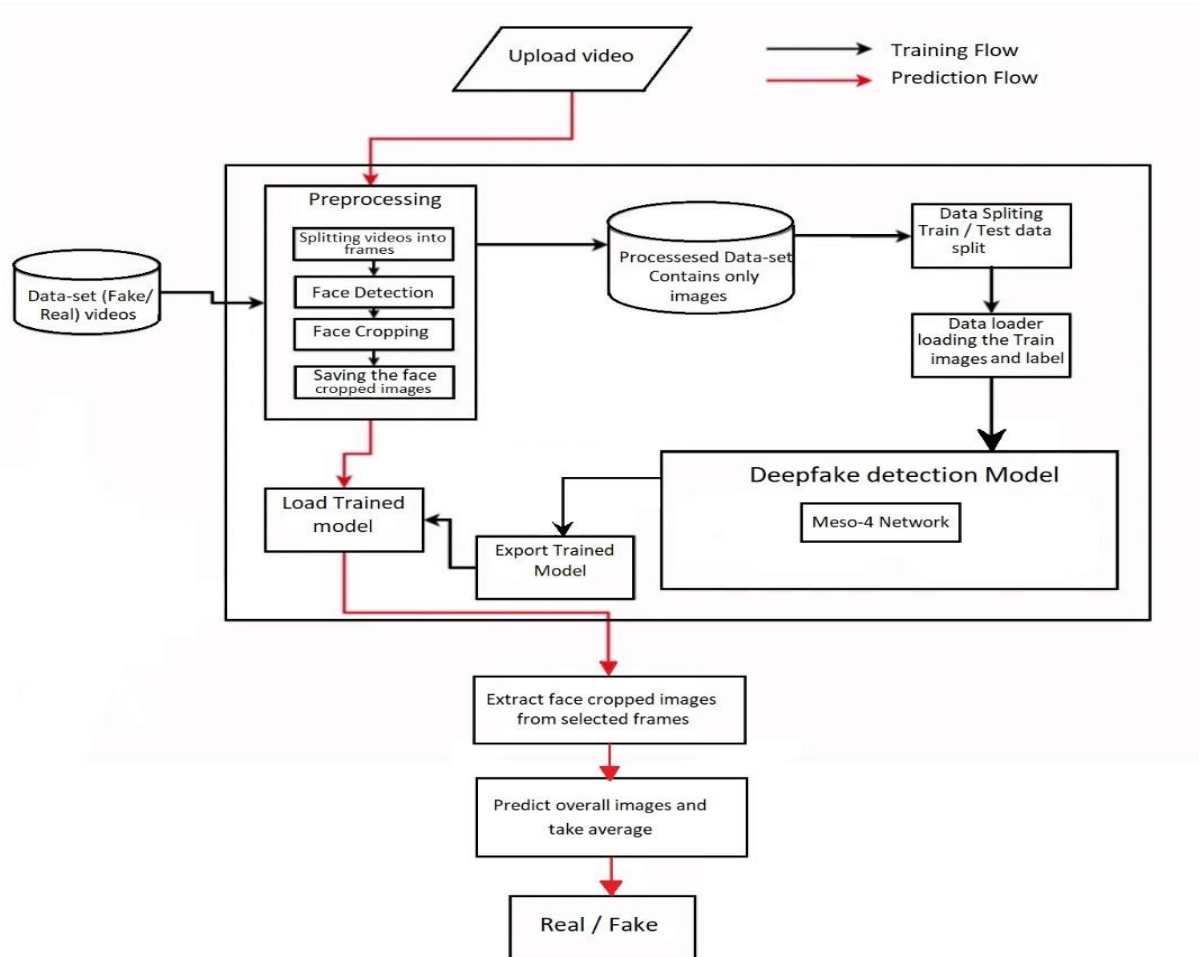 Upload video
Training Flow
Prediction Flow
Preprocessing
Splitting videos into
frames
Face Detection
Face Cropping
Saving the face
cropped images
Data-set (Fake/
Real) videos
Processesed Data-set
Contains only
images
Data Spliting
Train / Test data
split
Data loader
loading the Train
images and label
Deepfake detection Model
Meso-4 Network
Load Trained
model
Export Trained
Model
Extract face cropped images
from selected frames
Predict overall images and
take average
Real / Fake